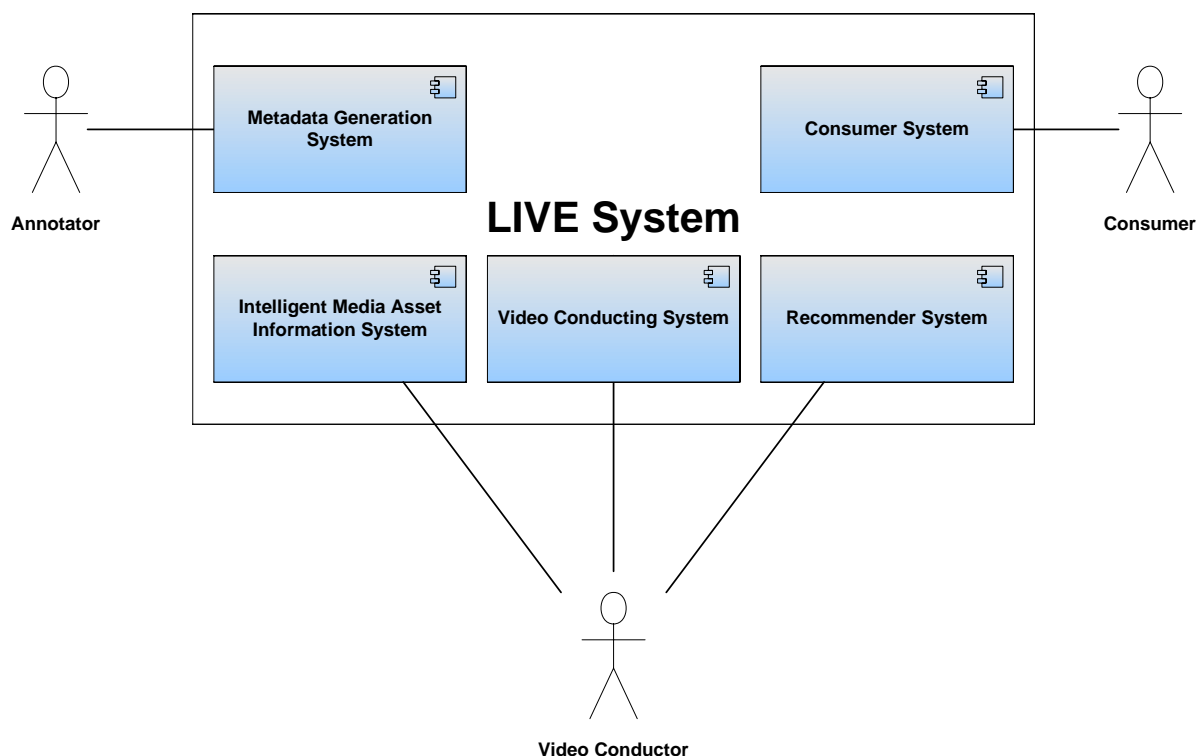 Metadata Generation
System
Consumer System
Annotator
Consumer
LIVE System
Intelligent Media Asset
Information System
Video Conducting System
Recommender System
Video Conductor